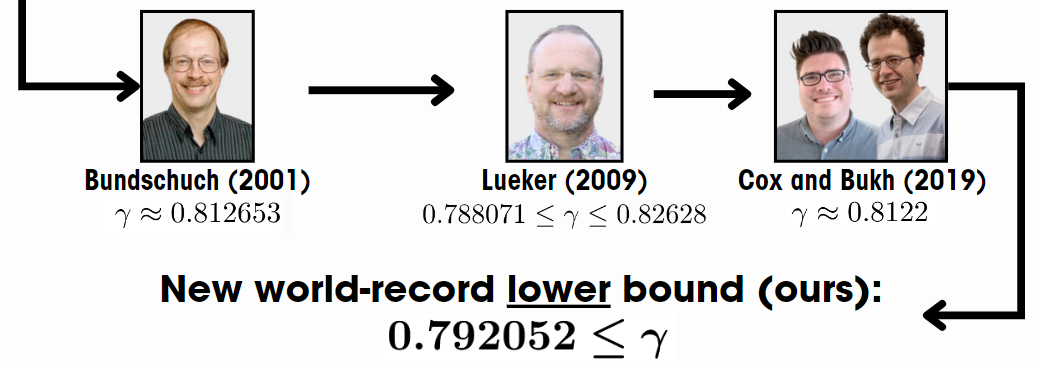 Bundschuch (2001)
γ ≈ 0.812653
Lueker (2009)
0.788071 ≤ γ ≤ 0.82628
Cox and Bukh (2019)
γ ≈ 0.8122
New world-record lower bound (ours):
0.792052 ≤ γ